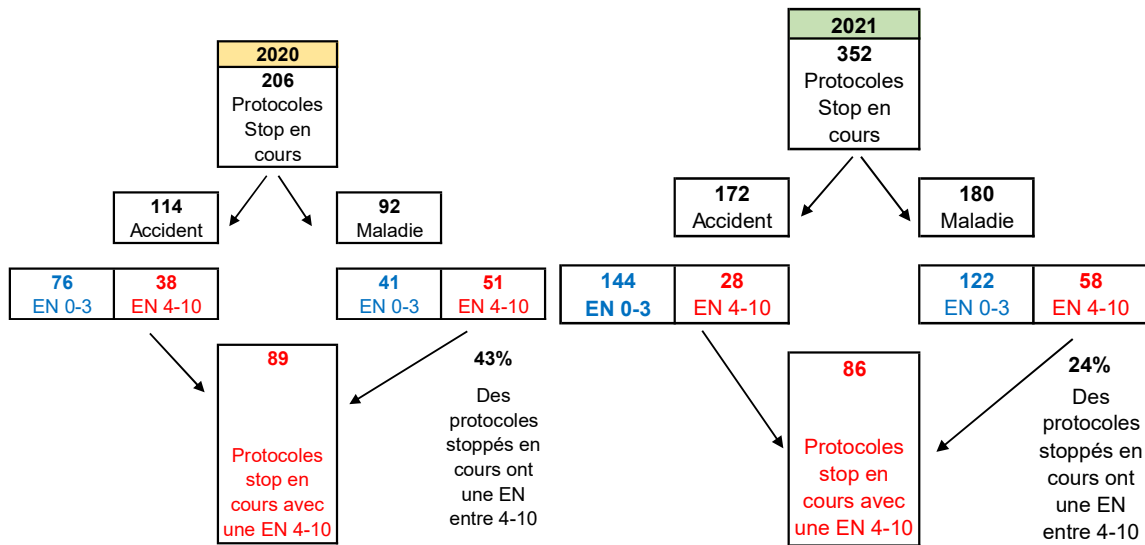 2020
206
Protocoles
Stop en
cours
114
Accident
92
Maladie
76
EN 0-3
38
EN 4-10
41
EN 0-3
51
EN 4-10
89
Protocoles
stop en
cours avec
une EN 4-10
43%
Des
protocoles
stoppés en
cours ont
une EN
entre 4-10
2021
352
Protocoles
Stop en
cours
172
Accident
180
Maladie
144
EN 0-3
28
EN 4-10
122
EN 0-3
58
EN 4-10
86
Protocoles
stop en
cours avec
une EN 4-10
24%
Des
protocoles
stoppés en
cours ont
une EN
entre 4-10